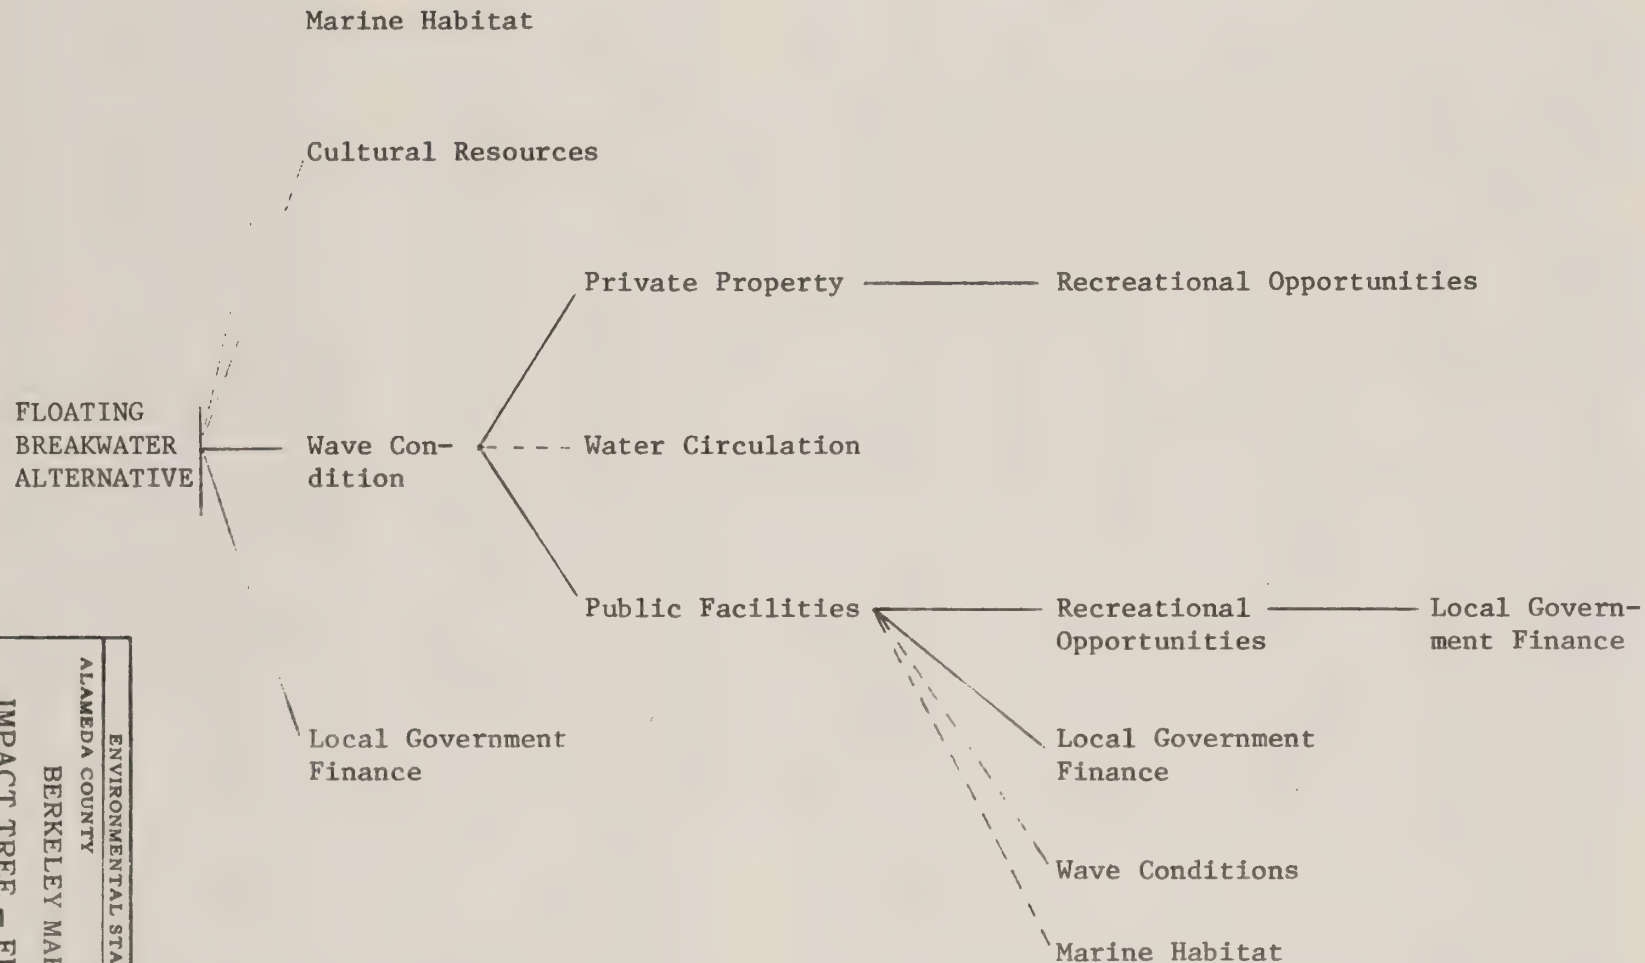 Marine Habitat
Cultural Resources
Private Property
Recreational Opportunities
FLOATING
BREAKWATER
ALTERNATIVE
Wave Con-
dition
Water Circulation
Public Facilities
Recreational
Opportunities
Local Govern-
ment Finance
Local Government
Finance
Local Government
Finance
Wave Conditions
Marine Habitat
ENVIRONMENTAL STA
ALAMEDA COUNTY
BERKELEY MAR
IMPACT TREE -